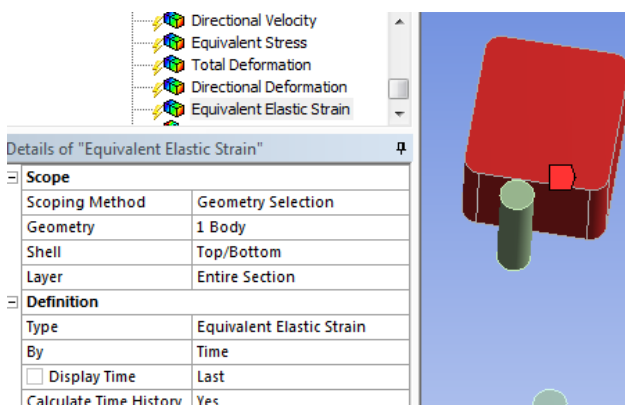 Directional Velocity
Equivalent Stress
Total Deformation
Directional Deformation
Equivalent Elastic Strain
Details of "Equivalent Elastic Strain"
Scope
Scoping Method Geometry Selection
Geometry 1 Body
Shell Top/Bottom
Layer Entire Section
Definition
Type Equivalent Elastic Strain
By Time
Display Time Last
Calculate Time History Yes